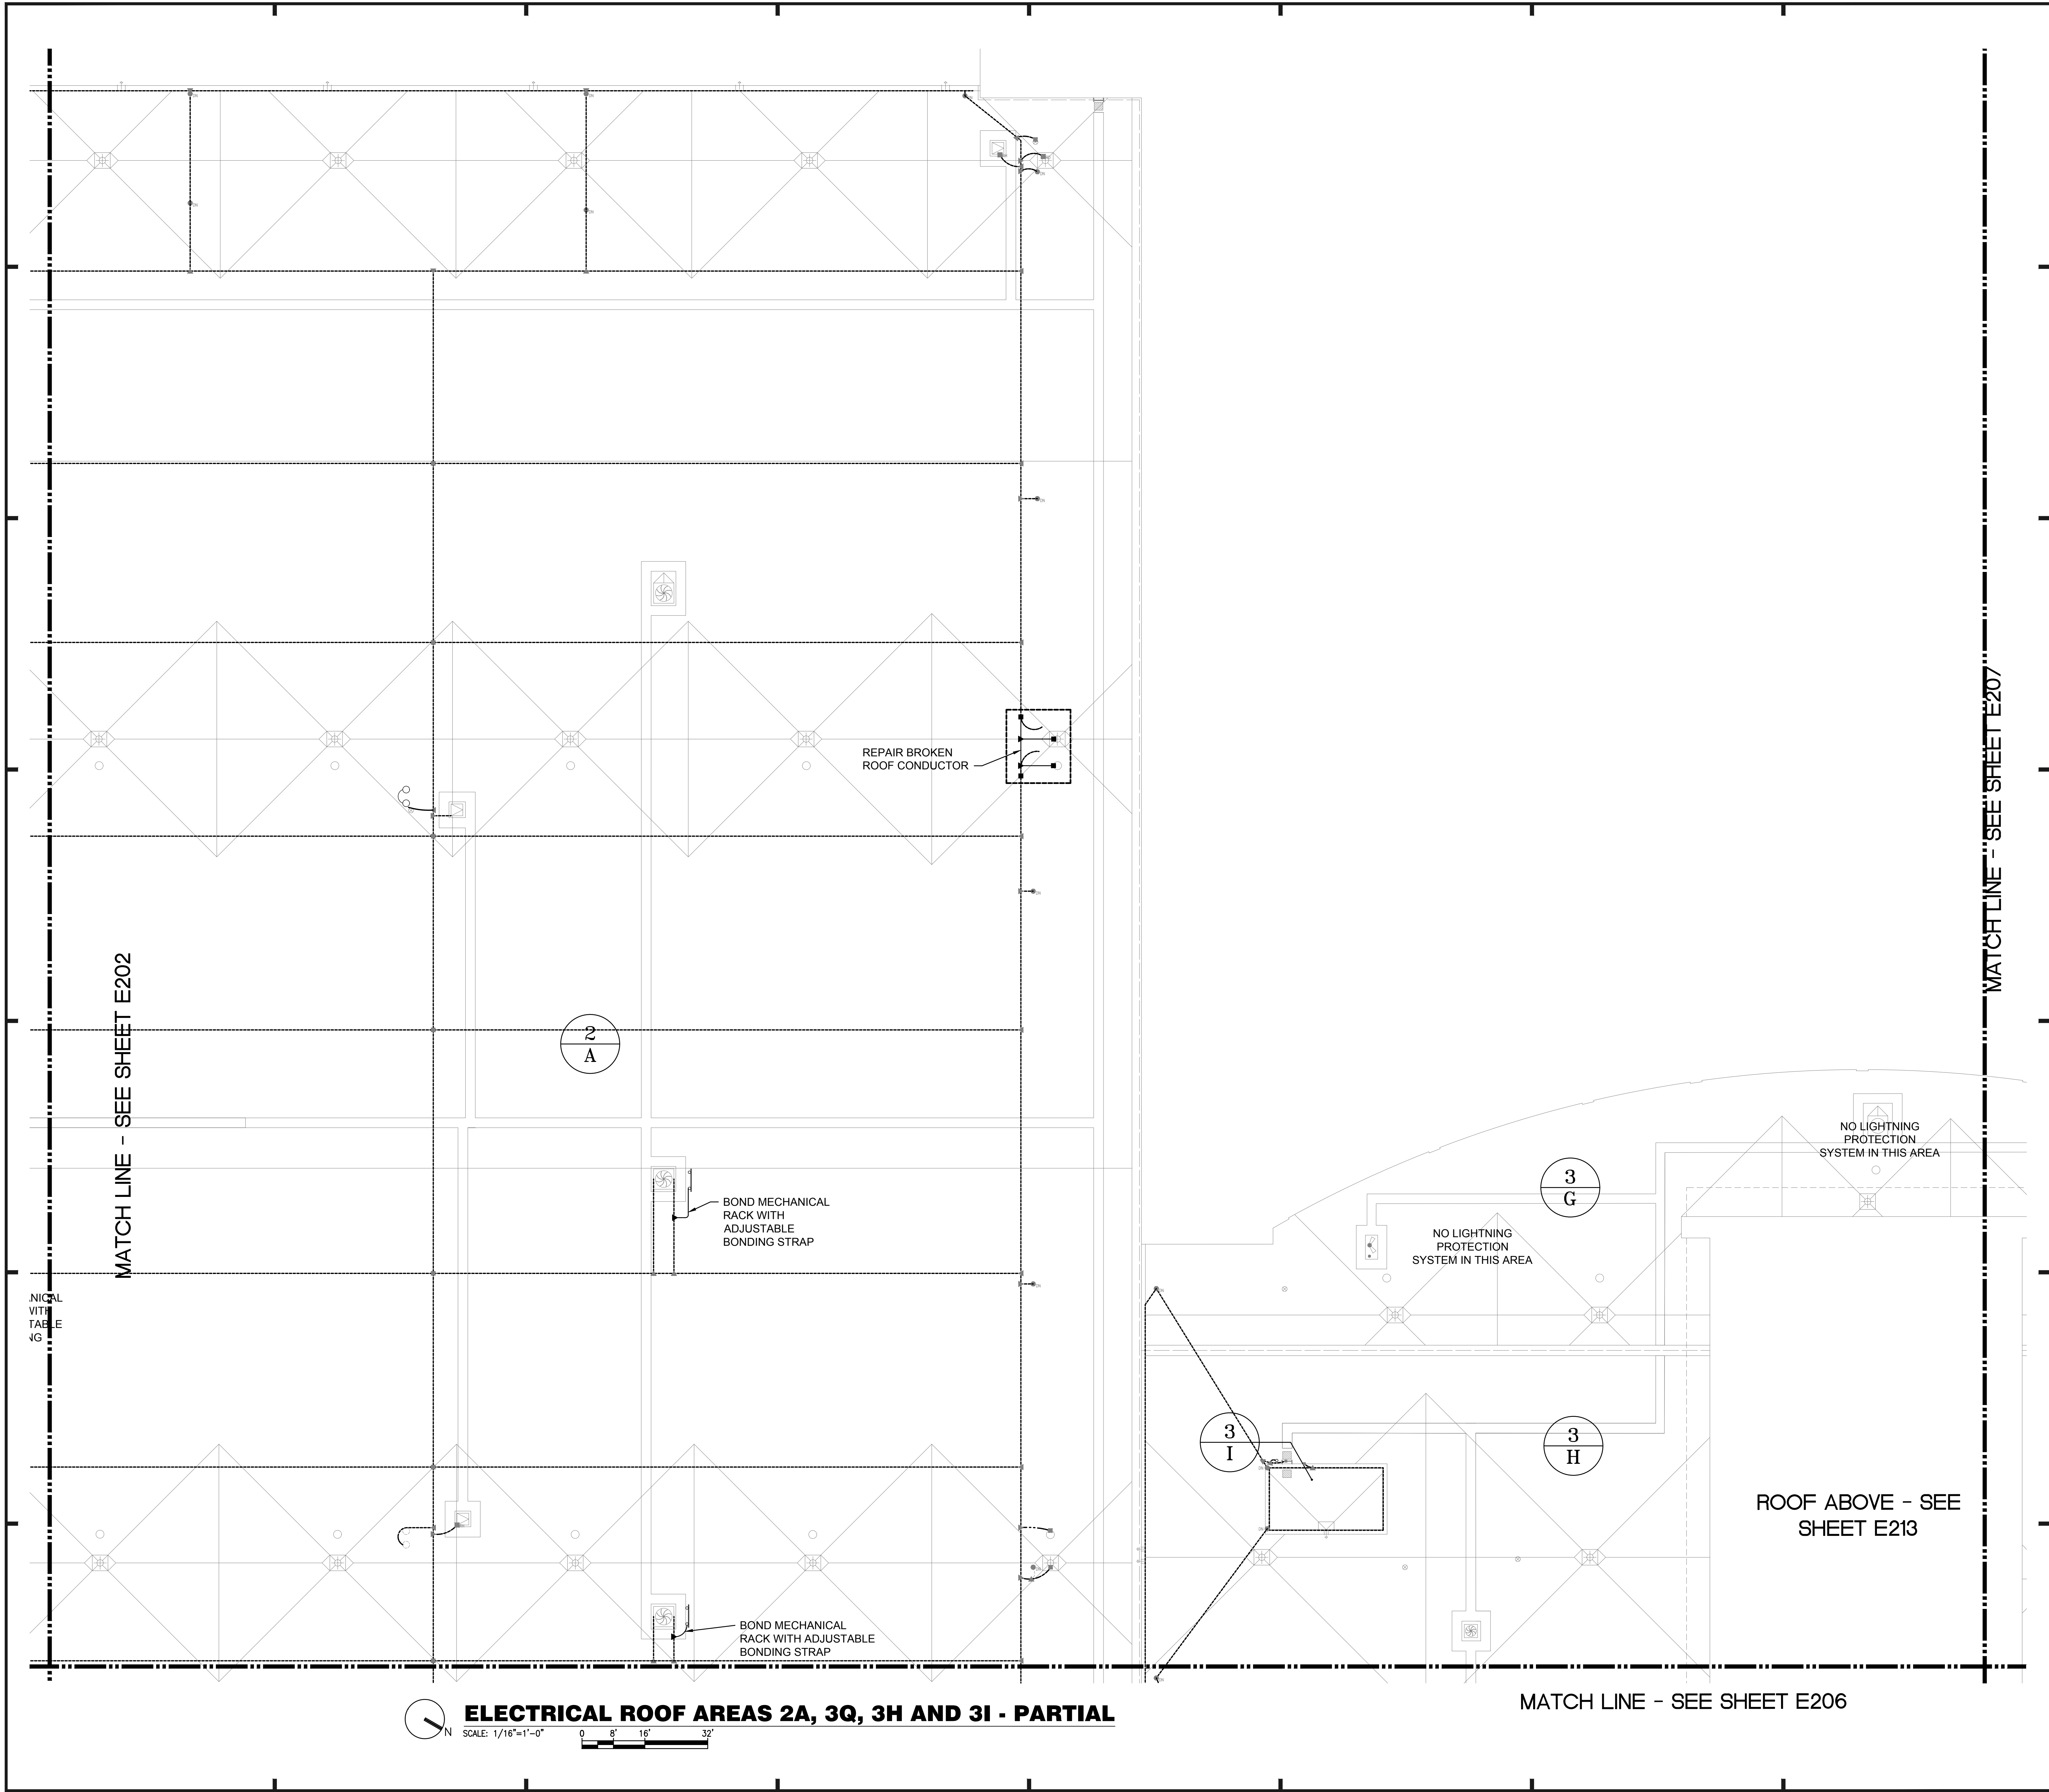 REPAIR BROKEN
ROOF CONDUCTOR
MATCH LINE - SEE SHEET E207
MATCH LINE - SEE SHEET E202
2
A
NO LIGHTNING
PROTECTION
SYSTEM IN THIS AREA
3
G
NO LIGHTNING
PROTECTION
SYSTEM IN THIS AREA
BOND MECHANICAL
RACK WITH
ADJUSTABLE
BONDING STRAP
NICAL
WITH
TABLE
NG
3
I
3
H
ROOF ABOVE - SEE
SHEET E213
BOND MECHANICAL
RACK WITH ADJUSTABLE
BONDING STRAP
MATCH LINE - SEE SHEET E206
N
ELECTRICAL ROOF AREAS 2A, 3Q, 3H AND 3I - PARTIAL
SCALE: 1/16"=1'-0"
0 8' 16' 32'